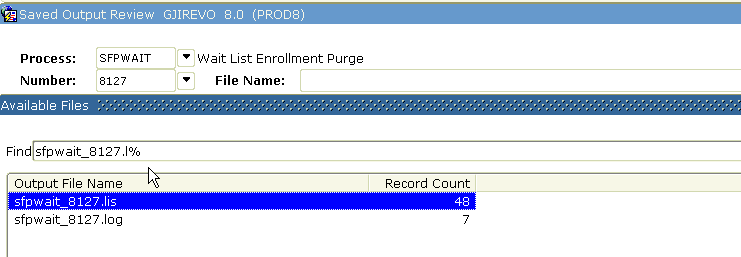 Saved Output Review GJIREVO 8.0 (PROD8)
Process: SFPWAIT Wait List Enrollment Purge
Number: 8127 File Name:
Available Files
Find sfpwait_8127.l%
Output File Name Record Count
sfpwait_8127.lis 48
sfpwait_8127.log 7